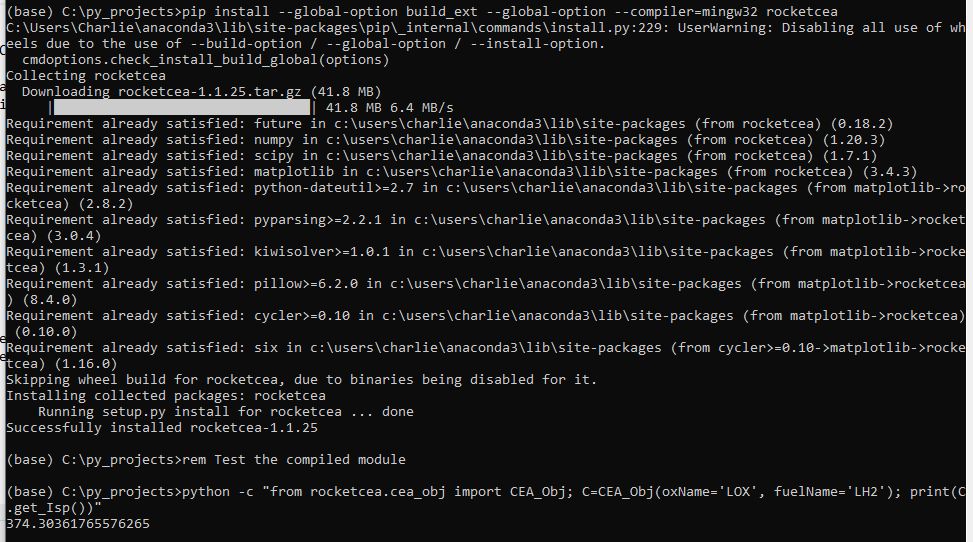 (base) C:\py_projects>pip install --global-option build_ext --global-option --compiler=mingw32 rocketcea
C:\Users\Charlie\anaconda3\lib\site-packages\pip\_internal\commands\install.py:229: UserWarning: Disabling all use of wh
eels due to the use of --build-option / --global-option / --install-option.
  cmdoptions.check_install_build_global(options)
Collecting rocketcea
  Downloading rocketcea-1.1.25.tar.gz (41.8 MB)
     |████████████████████████████████| 41.8 MB 6.4 MB/s
Requirement already satisfied: future in c:\users\charlie\anaconda3\lib\site-packages (from rocketcea) (0.18.2)
Requirement already satisfied: numpy in c:\users\charlie\anaconda3\lib\site-packages (from rocketcea) (1.20.3)
Requirement already satisfied: scipy in c:\users\charlie\anaconda3\lib\site-packages (from rocketcea) (1.7.1)
Requirement already satisfied: matplotlib in c:\users\charlie\anaconda3\lib\site-packages (from rocketcea) (3.4.3)
Requirement already satisfied: python-dateutil>=2.7 in c:\users\charlie\anaconda3\lib\site-packages (from matplotlib->ro
cketcea) (2.8.2)
Requirement already satisfied: pyparsing>=2.2.1 in c:\users\charlie\anaconda3\lib\site-packages (from matplotlib->rocket
cea) (3.0.4)
Requirement already satisfied: kiwisolver>=1.0.1 in c:\users\charlie\anaconda3\lib\site-packages (from matplotlib->rocke
tcea) (1.3.1)
Requirement already satisfied: pillow>=6.2.0 in c:\users\charlie\anaconda3\lib\site-packages (from matplotlib->rocketcea
) (8.4.0)
Requirement already satisfied: cycler>=0.10 in c:\users\charlie\anaconda3\lib\site-packages (from matplotlib->rocketcea)
 (0.10.0)
Requirement already satisfied: six in c:\users\charlie\anaconda3\lib\site-packages (from cycler>=0.10->matplotlib->rocke
tcea) (1.16.0)
Skipping wheel build for rocketcea, due to binaries being disabled for it.
Installing collected packages: rocketcea
    Running setup.py install for rocketcea ... done
Successfully installed rocketcea-1.1.25
(base) C:\py_projects>rem Test the compiled module
(base) C:\py_projects>python -c "from rocketcea.cea_obj import CEA_Obj; C=CEA_Obj(oxName='LOX', fuelName='LH2'); print(C
.get_Isp())"
374.30361765576265